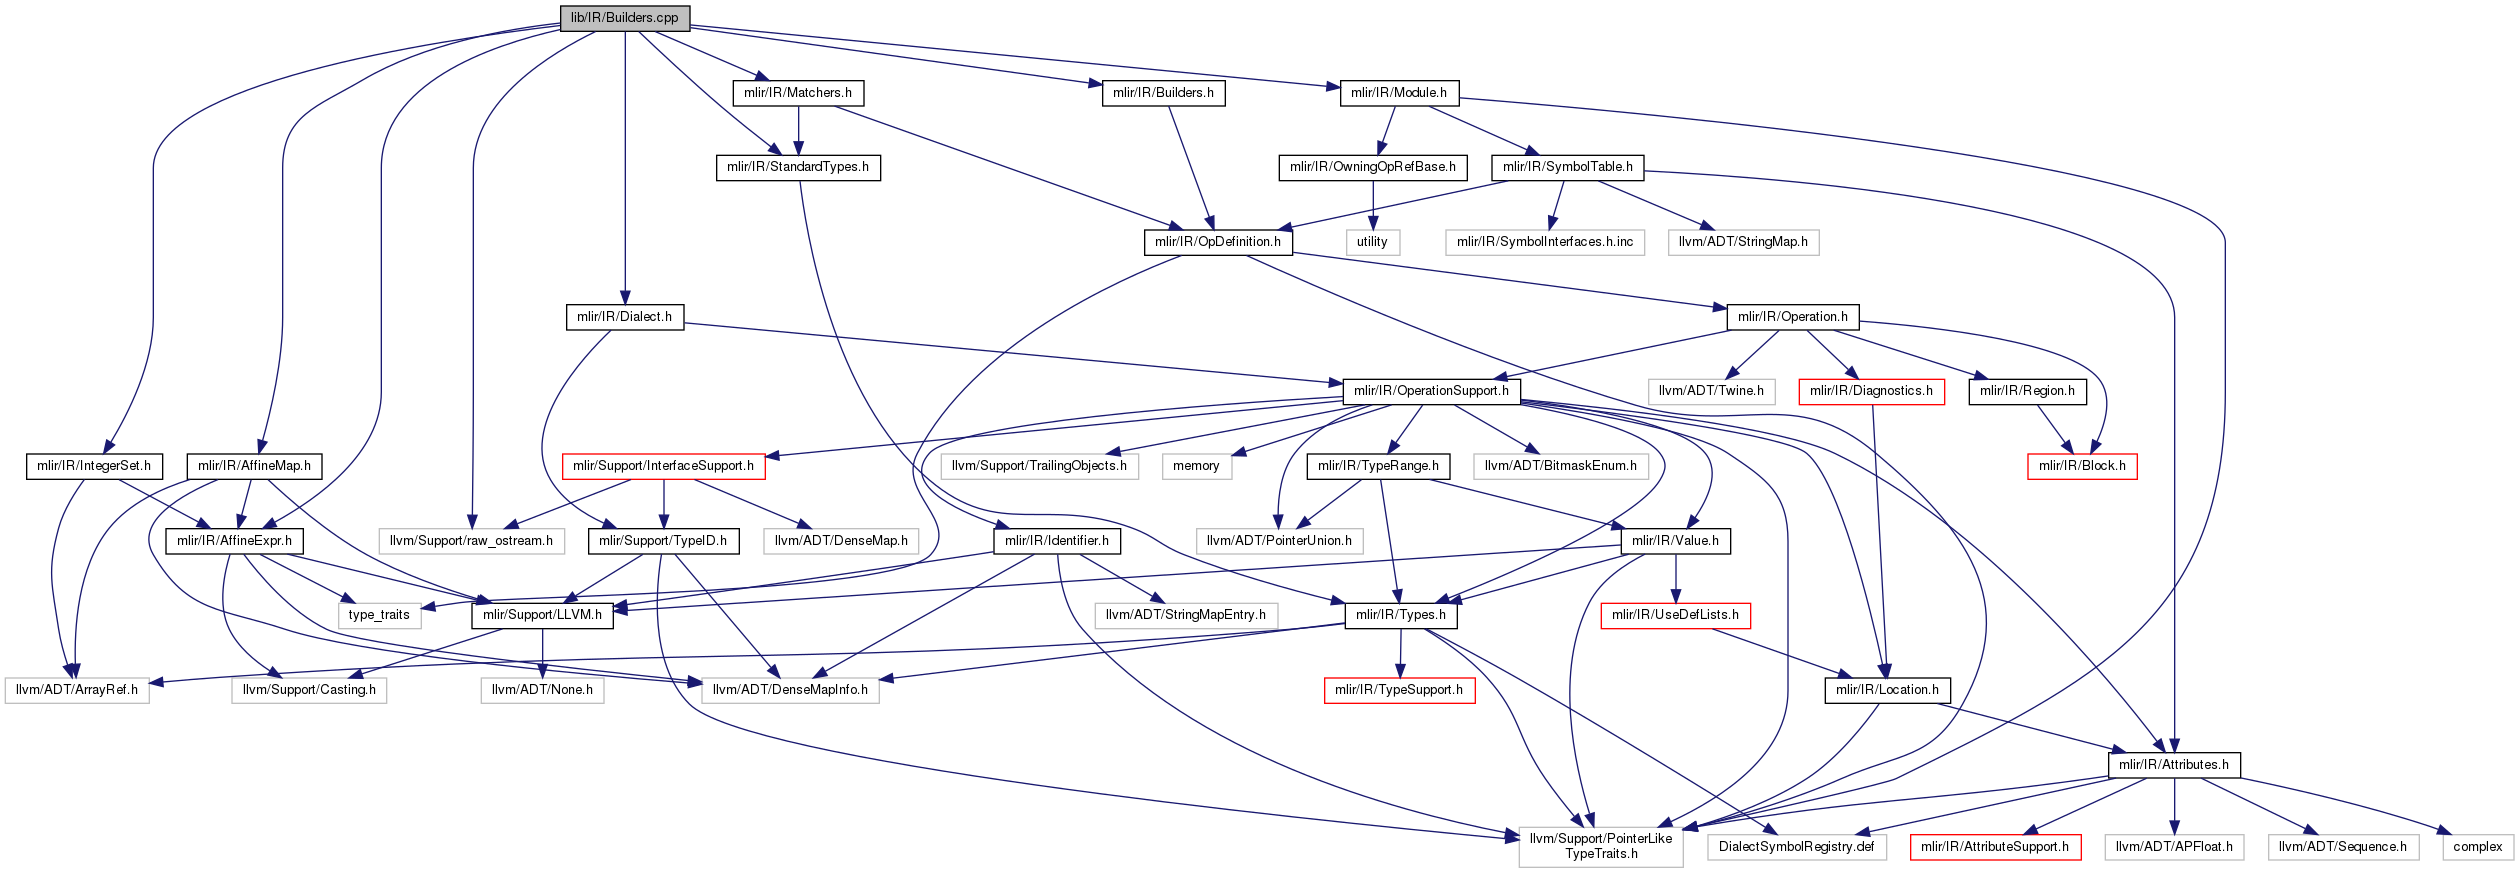 lib/IR/Builders.cpp
mlir/IR/Matchers.h
mlir/IR/Builders.h
mlir/IR/Module.h
mlir/IR/StandardTypes.h
mlir/IR/OwningOpRefBase.h
mlir/IR/SymbolTable.h
mlir/IR/OpDefinition.h
utility
mlir/IR/SymbolInterfaces.h.inc
llvm/ADT/StringMap.h
mlir/IR/Dialect.h
mlir/IR/Operation.h
mlir/IR/OperationSupport.h
llvm/ADT/Twine.h
mlir/IR/Diagnostics.h
mlir/IR/Region.h
mlir/IR/IntegerSet.h
mlir/IR/AffineMap.h
mlir/Support/InterfaceSupport.h
llvm/Support/TrailingObjects.h
memory
mlir/IR/TypeRange.h
llvm/ADT/BitmaskEnum.h
mlir/IR/Block.h
mlir/IR/AffineExpr.h
llvm/Support/raw_ostream.h
mlir/Support/TypeID.h
llvm/ADT/DenseMap.h
mlir/IR/Identifier.h
llvm/ADT/PointerUnion.h
mlir/IR/Value.h
type_traits
mlir/Support/LLVM.h
llvm/ADT/StringMapEntry.h
mlir/IR/Types.h
mlir/IR/UseDefLists.h
llvm/ADT/ArrayRef.h
llvm/Support/Casting.h
llvm/ADT/None.h
llvm/ADT/DenseMapInfo.h
mlir/IR/TypeSupport.h
mlir/IR/Location.h
mlir/IR/Attributes.h
llvm/Support/PointerLike
TypeTraits.h
DialectSymbolRegistry.def
mlir/IR/AttributeSupport.h
llvm/ADT/APFloat.h
llvm/ADT/Sequence.h
complex